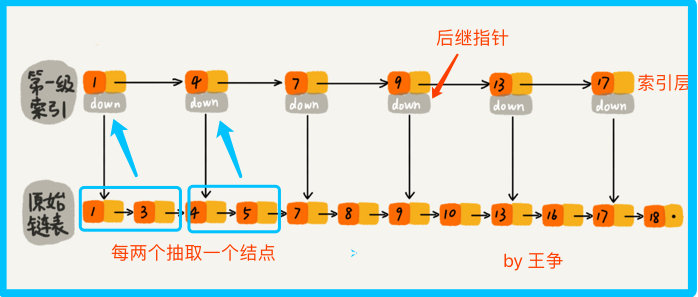 后继指针
第一级
索引
1 4 7 9 13 17 索引层
down down down down down down
原始
链表
1 3 4 5 7 8 9 10 13 16 17 18
每两个抽取一个结点
by 王争